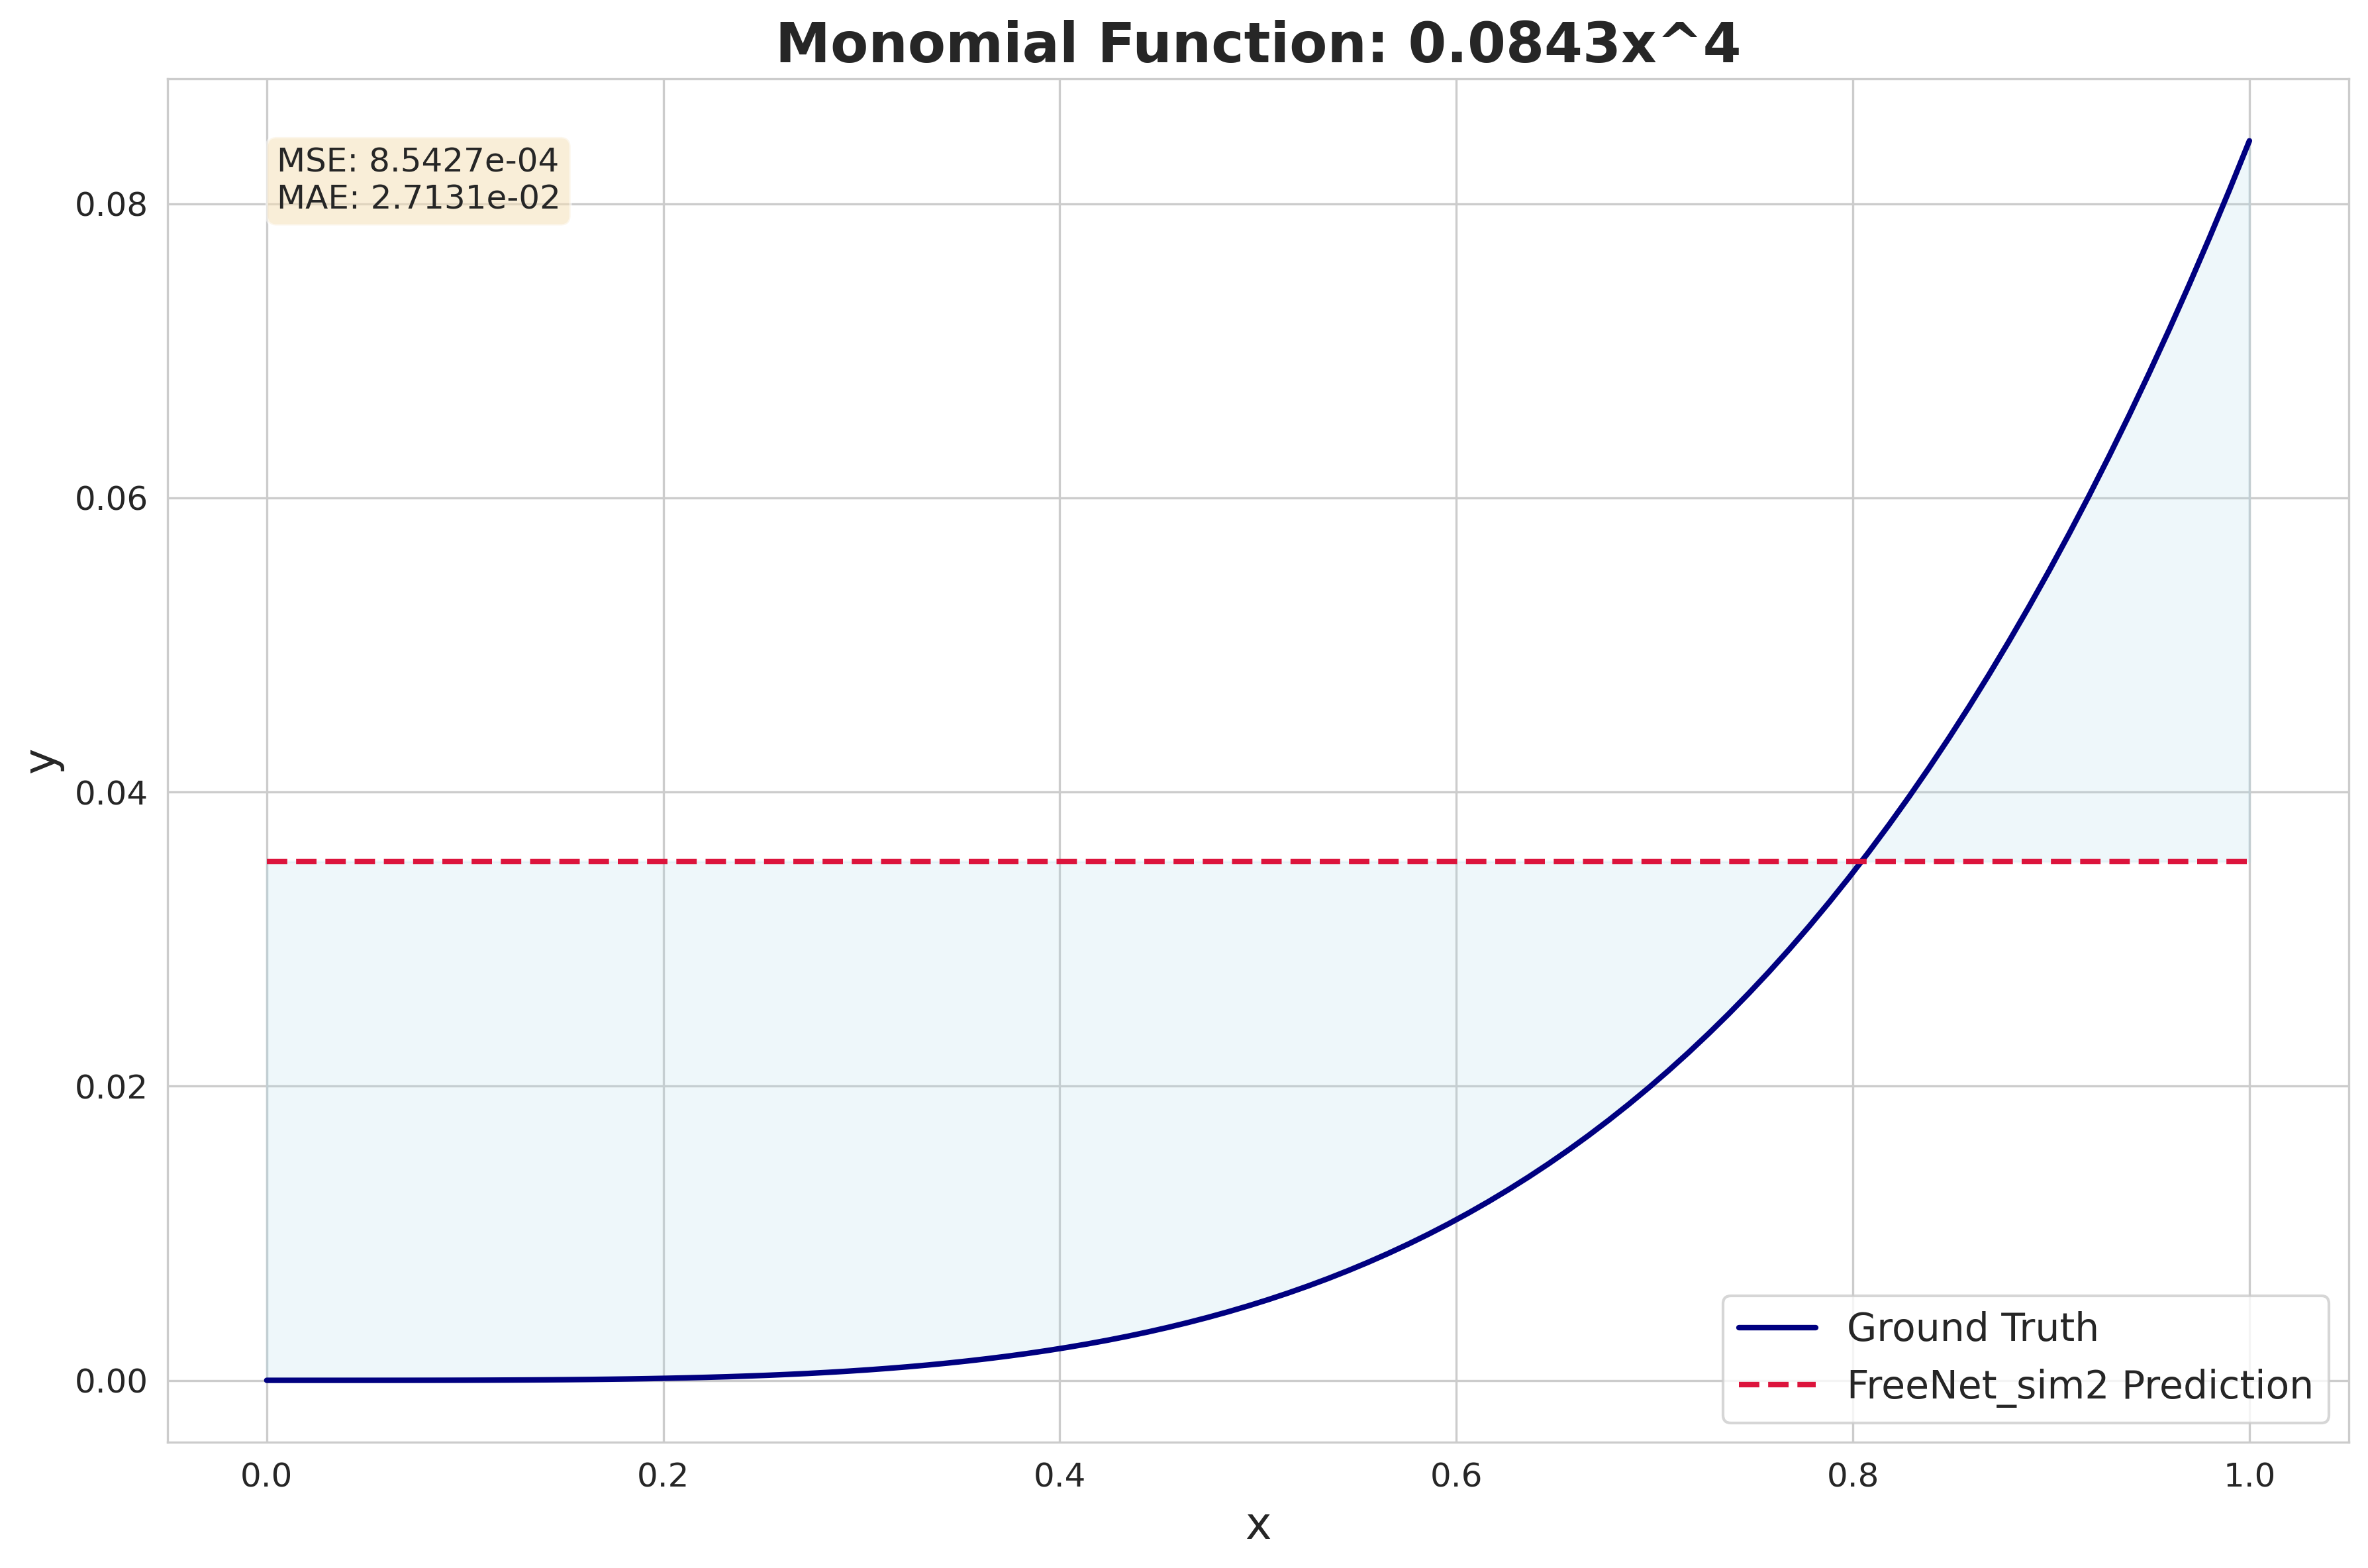 Monomial Function: 0.0843x^4
MSE: 8.5427e-04
MAE: 2.7131e-02
0.08
0.06
0.04
0.02
0.00
y
Ground Truth
FreeNet_sim2 Prediction
0.0 0.2 0.4 0.6 0.8 1.0
x